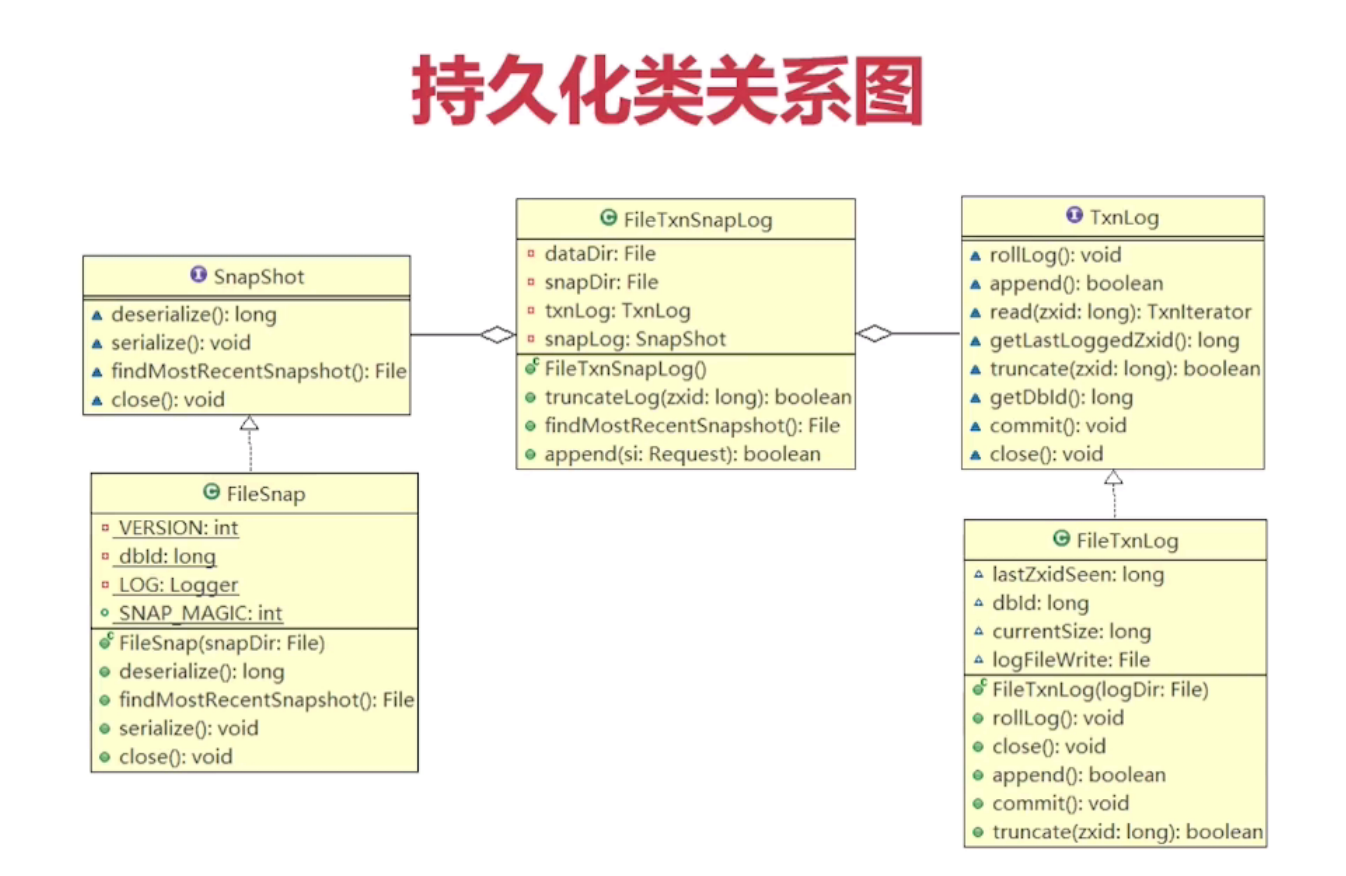 持久化类关系图
SnapShot
deserialize(): long
serialize(): void
findMostRecentSnapshot(): File
close(): void
FileSnap
VERSION: int
dbId: long
LOG: Logger
SNAP_MAGIC: int
FileSnap(snapDir: File)
deserialize(): long
findMostRecentSnapshot(): File
serialize(): void
close(): void
FileTxnSnapLog
dataDir: File
snapDir: File
txnLog: TxnLog
snapLog: SnapShot
FileTxnSnapLog()
truncateLog(zxid: long): boolean
findMostRecentSnapshot(): File
append(si: Request): boolean
TxnLog
rollLog(): void
append(): boolean
read(zxid: long): TxnIterator
getLastLoggedZxid(): long
truncate(zxid: long): boolean
getDbId(): long
commit(): void
close(): void
FileTxnLog
lastZxidSeen: long
dbId: long
currentSize: long
logFileWrite: File
FileTxnLog(logDir: File)
rollLog(): void
close(): void
append(): boolean
commit(): void
truncate(zxid: long): boolean